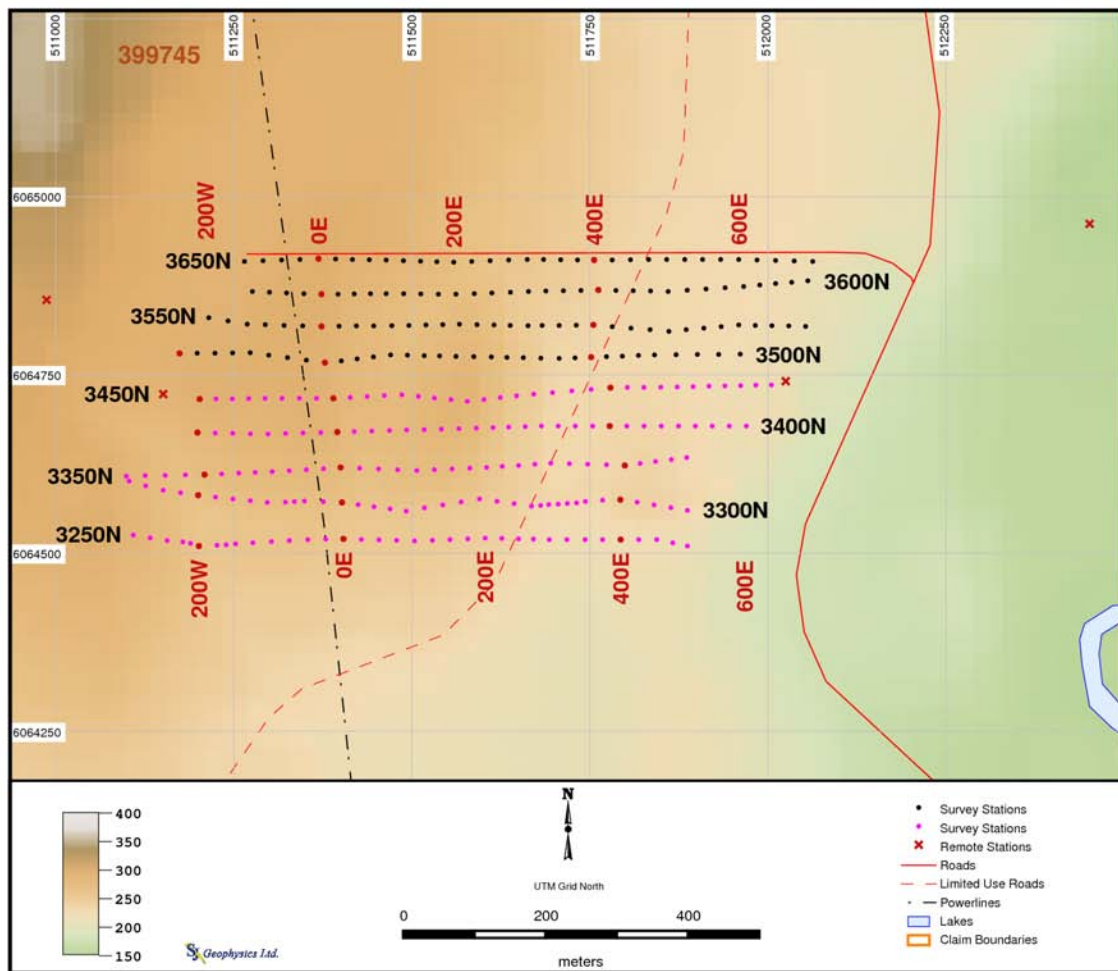 511000
511250
511500
511750
512000
512250
399745
6065000
200W
0E
200E
400E
600E
3650N
3600N
3550N
3500N
6064750
3450N
3400N
3350N
3300N
3250N
6064500
200W
0E
200E
400E
600E
6064250
400
350
300
250
200
150
N
UTM Grid North
0 200 400
meters
SJ Geophysics Ltd.
Survey Stations
Survey Stations
Remote Stations
Roads
Limited Use Roads
Powerlines
Lakes
Claim Boundaries